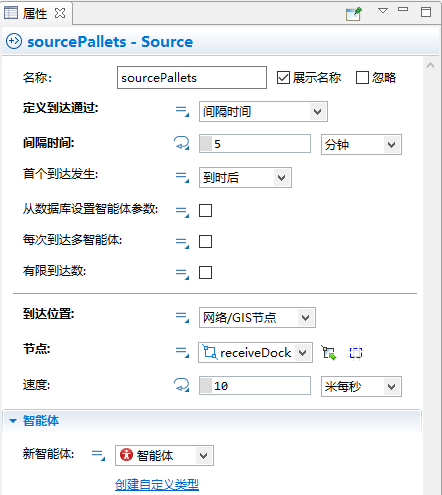 属性
sourcePallets - Source
名称： sourcePallets 展示名称 忽略
定义到达通过： 间隔时间
间隔时间： 5 分钟
首个到达发生： 到时后
从数据库设置智能体参数：
每次到达多智能体：
有限到达数：
到达位置： 网络/GIS节点
节点： receiveDock
速度： 10 米每秒
智能体
新智能体： 智能体
创建自定义类型